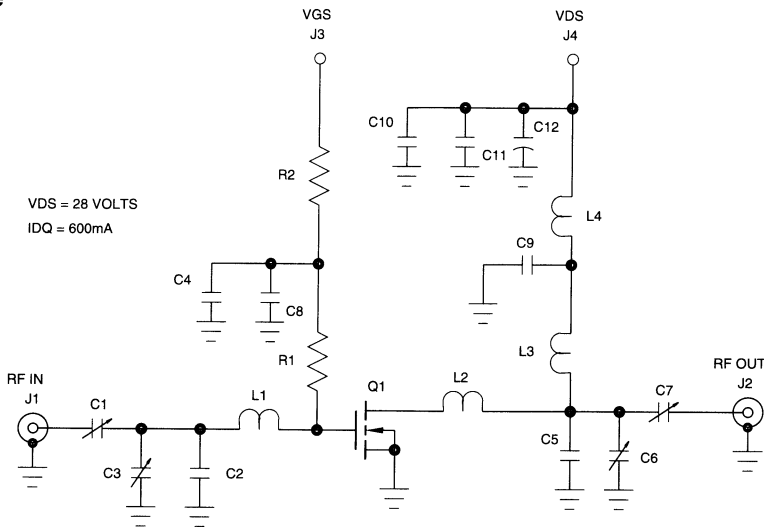 VGS
J3
VDS
J4
C10
C12
C11
R2
VDS = 28 VOLTS
IDQ = 600mA
L4
C9
C4
C8
R1
L3
RF IN
J1
C1
L1
Q1
L2
C7
RF OUT
J2
C3
C2
C5
C6